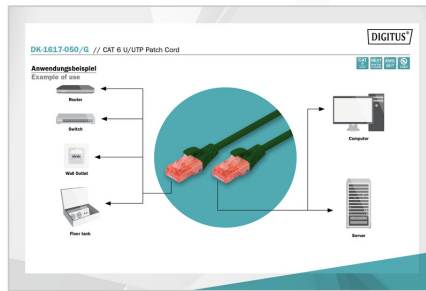 DIGITUS®
DK-1617-050/G // CAT 6 U/UTP Patch Cord
Anwendungsbeispiel
Example of use
Router
Switch
Wall Outlet
Floor tank
Computer
Server